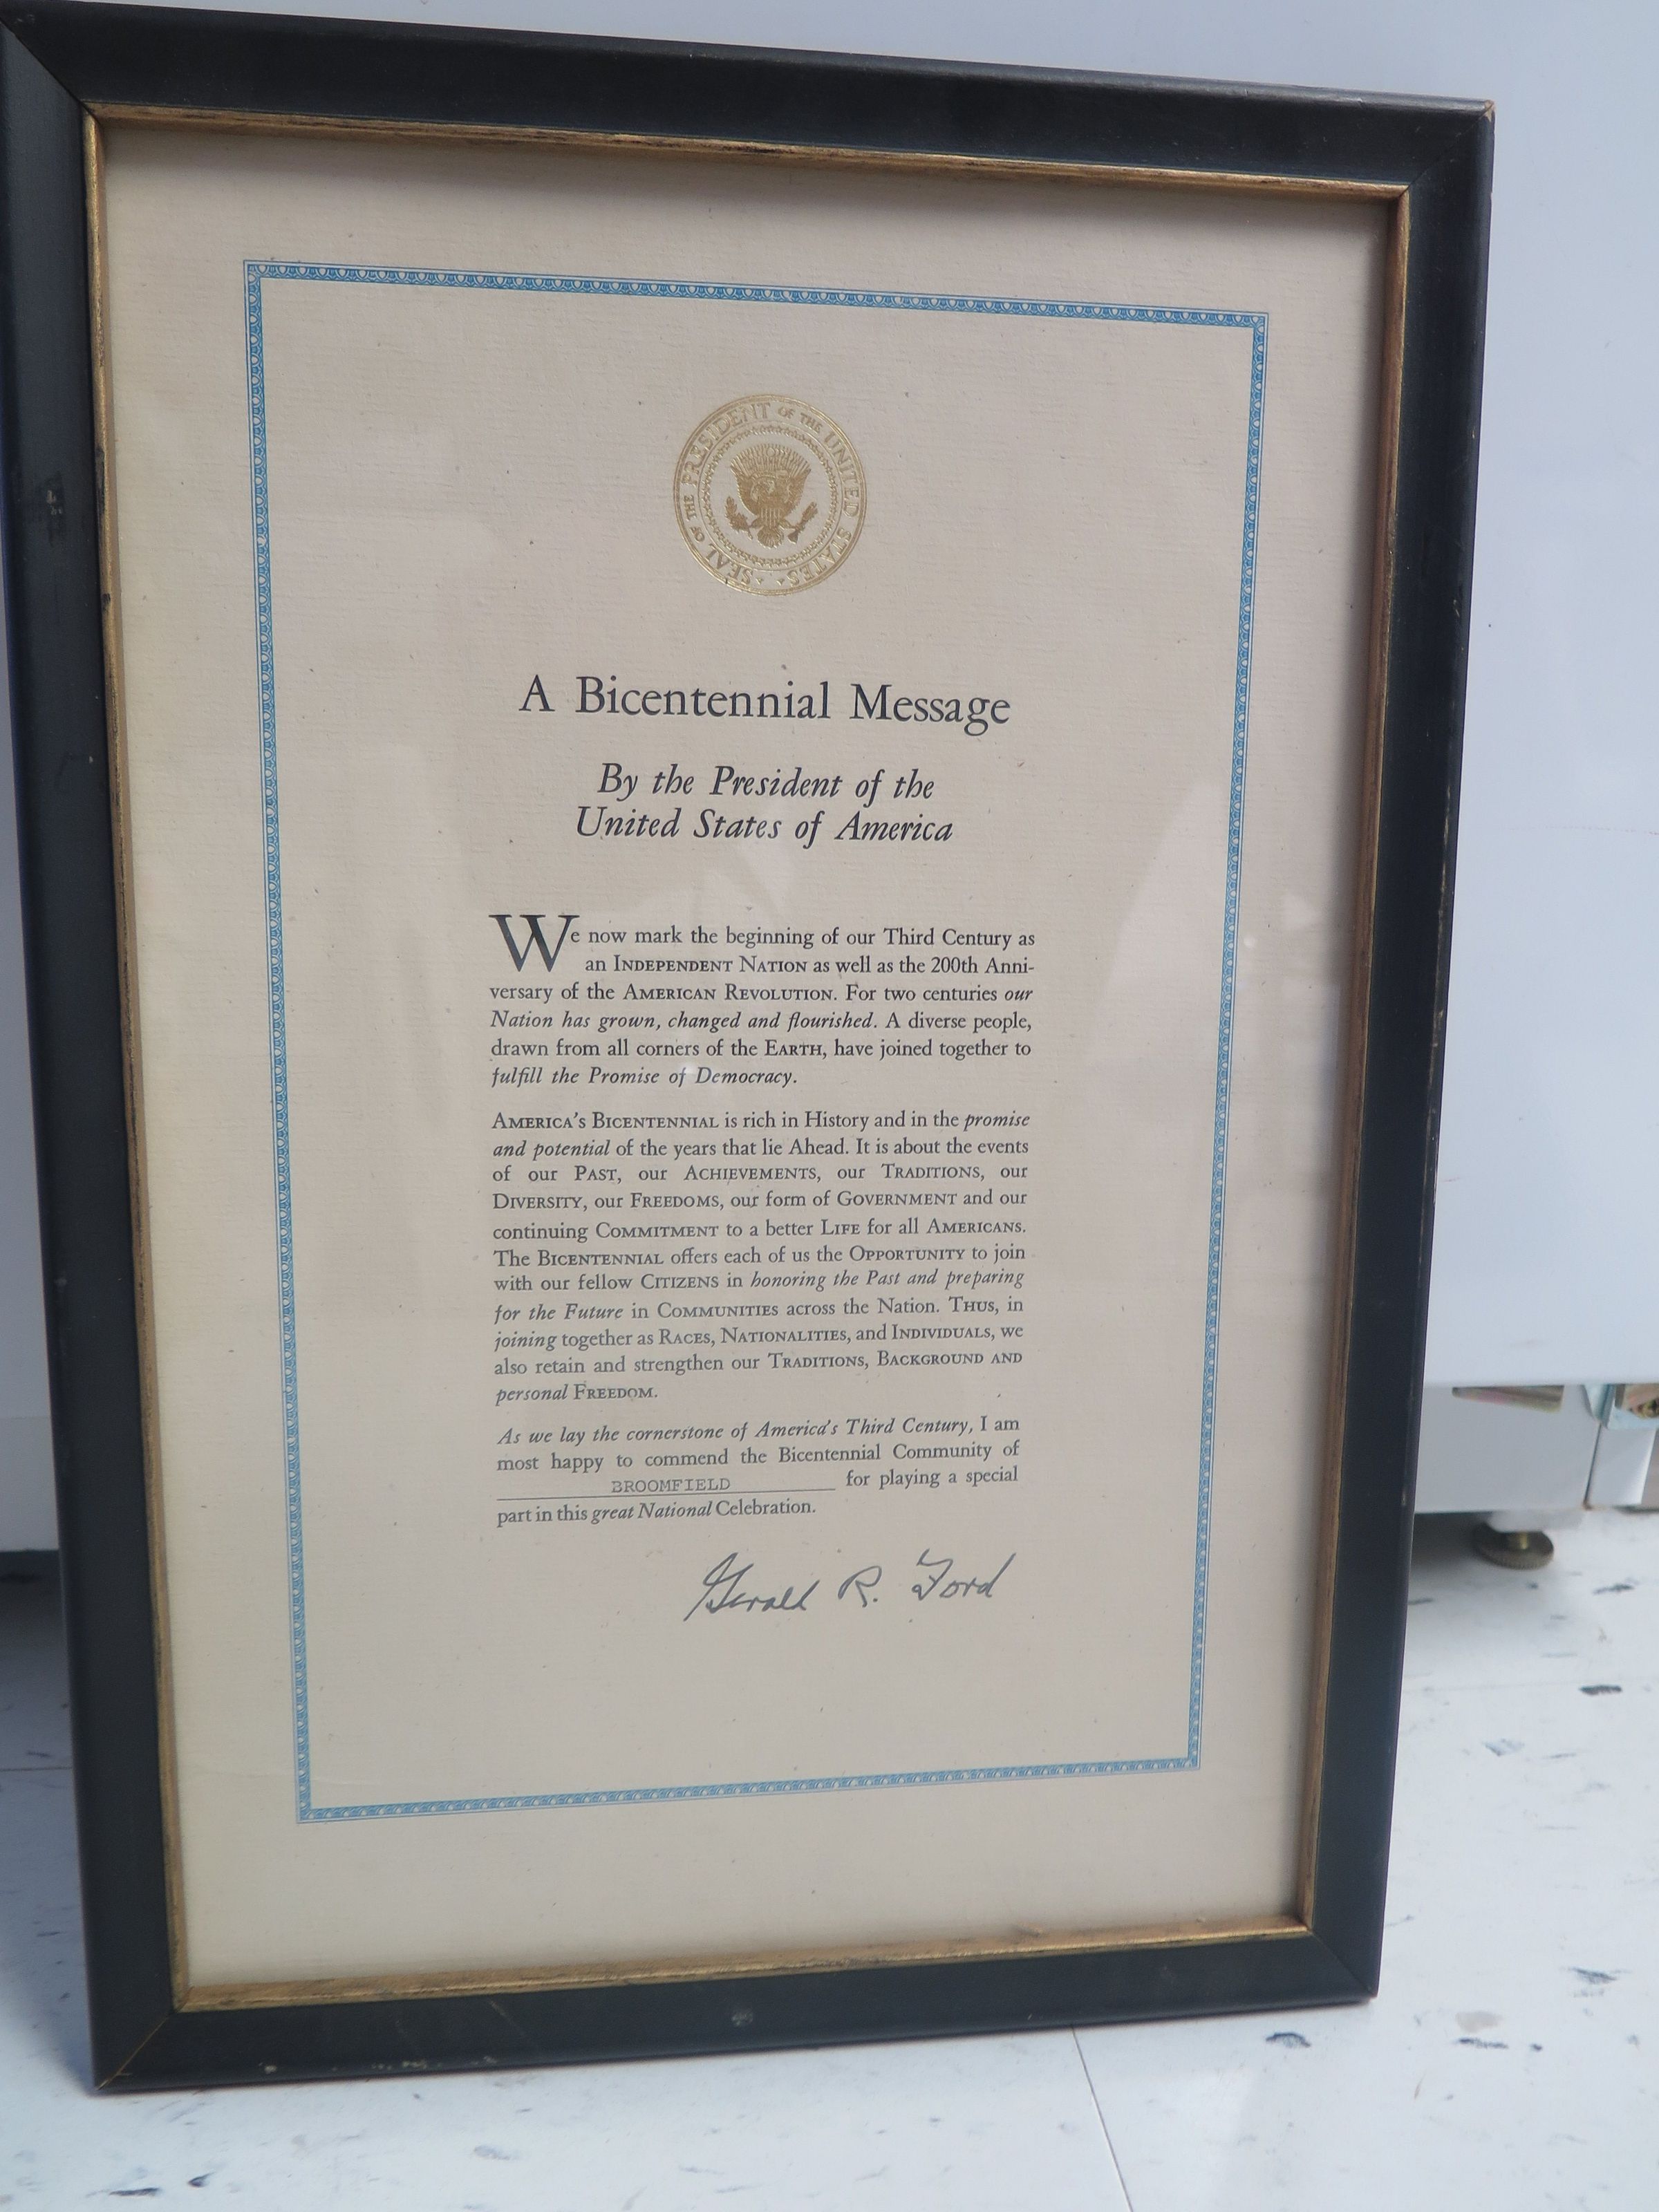 SEAL OF THE PRESIDENT OF THE UNITED STATES
A Bicentennial Message
By the President of the
United States of America
We now mark the beginning of our Third Century as
an INDEPENDENT NATION as well as the 200th Anni-
versary of the AMERICAN REVOLUTION. For two centuries our
Nation has grown, changed and flourished. A diverse people,
drawn from all corners of the EARTH, have joined together to
fulfill the Promise of Democracy.
AMERICA'S BICENTENNIAL is rich in History and in the promise
and potential of the years that lie Ahead. It is about the events
of our PAST, our ACHIEVEMENTS, our TRADITIONS, our
DIVERSITY, our FREEDOMS, our form of GOVERNMENT and our
continuing COMMITMENT to a better LIFE for all AMERICANS.
The BICENTENNIAL offers each of us the OPPORTUNITY to join
with our fellow CITIZENS in honoring the Past and preparing
for the Future in COMMUNITIES across the Nation. THUS, in
joining together as RACES, NATIONALITIES, and INDIVIDUALS, we
also retain and strengthen our TRADITIONS, BACKGROUND AND
personal FREEDOM.
As we lay the cornerstone of America's Third Century, I am
most happy to commend the Bicentennial Community of
BROOMFIELD for playing a special
part in this great National Celebration.
Gerald R. Ford